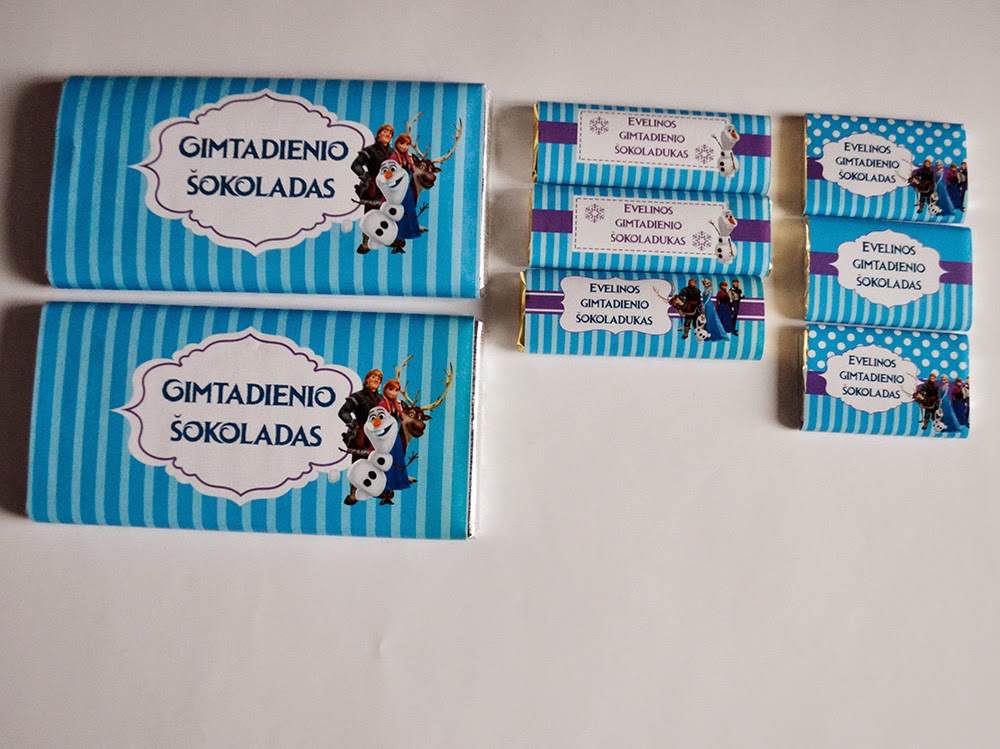 GIMTADIENIO
ŠOKOLADAS
GIMTADIENIO
ŠOKOLADAS
EVELINOS
GIMTADIENIO
ŠOKOLADUKAS
EVELINOS
GIMTADIENIO
ŠOKOLADUKAS
EVELINOS
GIMTADIENIO
ŠOKOLADUKAS
EVELINOS
GIMTADIENIO
ŠOKOLADAS
EVELINOS
GIMTADIENIO
ŠOKOLADAS
EVELINOS
GIMTADIENIO
ŠOKOLADAS